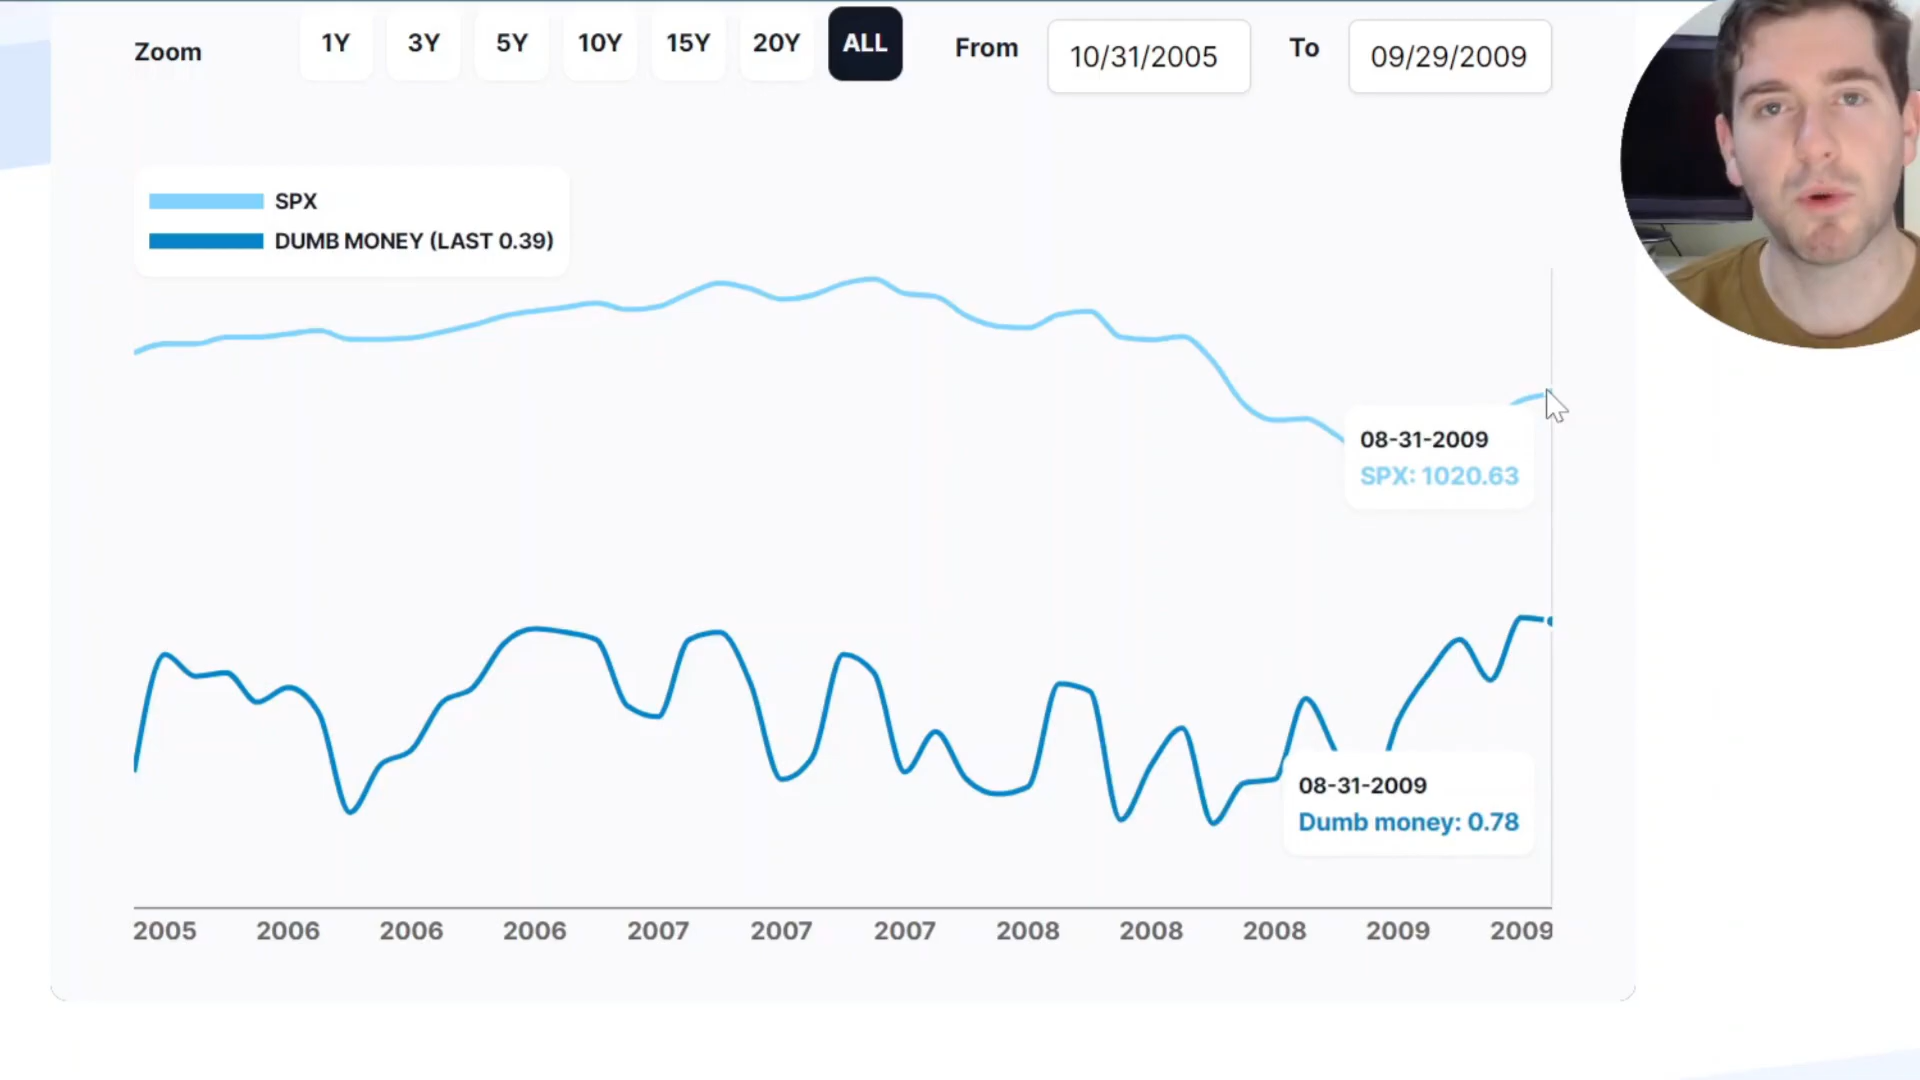 Zoom 1Y 3Y 5Y 10Y 15Y 20Y ALL From 10/31/2005 To 09/29/2009
SPX
DUMB MONEY (LAST 0.39)
08-31-2009
SPX: 1020.63
08-31-2009
Dumb money: 0.78
2005 2006 2006 2006 2007 2007 2007 2008 2008 2008 2009 2009